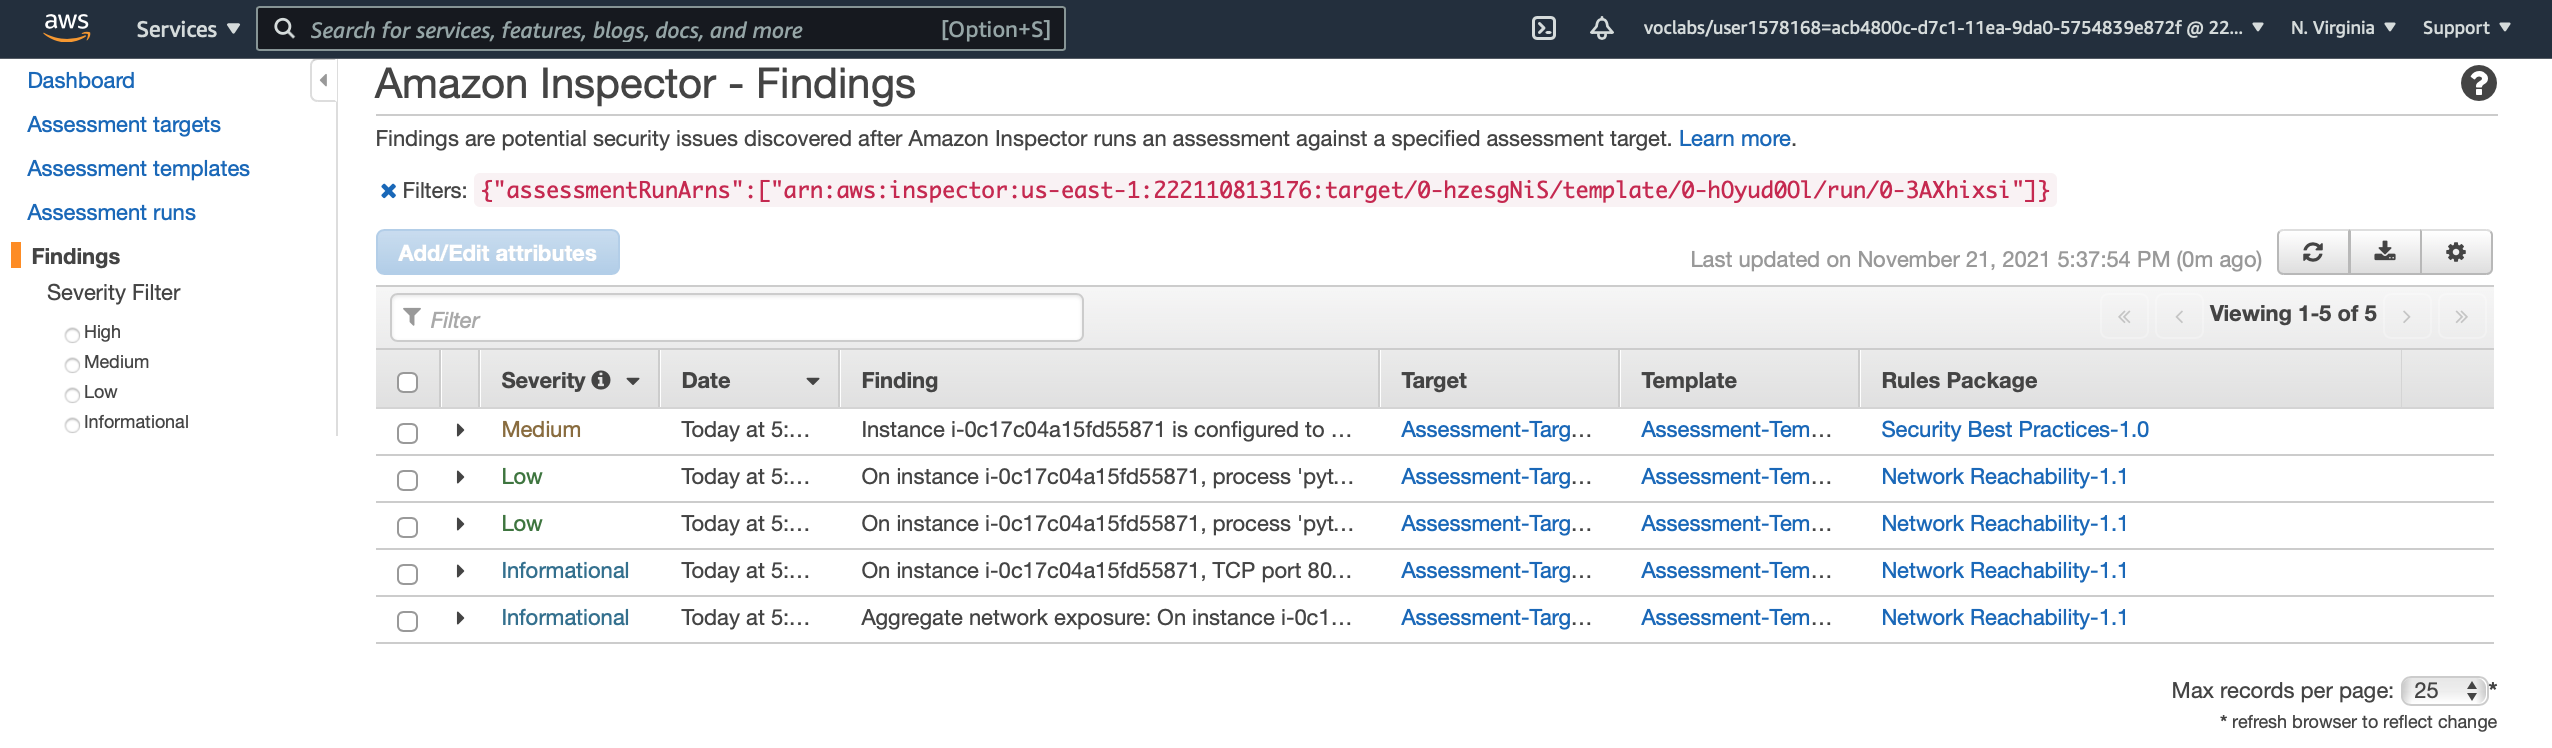 aws
Services
Search for services, features, blogs, docs, and more
[Option+S]
voclabs/user1578168=acb4800c-d7c1-11ea-9da0-5754839e872f @ 22...
N. Virginia
Support
Dashboard
Assessment targets
Assessment templates
Assessment runs
Findings
Severity Filter
High
Medium
Low
Informational
Amazon Inspector - Findings
Findings are potential security issues discovered after Amazon Inspector runs an assessment against a specified assessment target. Learn more.
Filters: {"assessmentRunArns":["arn:aws:inspector:us-east-1:222110813176:target/0-hzesgNiS/template/0-hOyud0Ol/run/0-3AXhixsi"]}
Add/Edit attributes
Last updated on November 21, 2021 5:37:54 PM (0m ago)
Filter
Viewing 1-5 of 5
Severity Date Finding Target Template Rules Package
Medium Today at 5:... Instance i-0c17c04a15fd55871 is configured to ... Assessment-Targ... Assessment-Tem... Security Best Practices-1.0
Low Today at 5:... On instance i-0c17c04a15fd55871, process 'pyt... Assessment-Targ... Assessment-Tem... Network Reachability-1.1
Low Today at 5:... On instance i-0c17c04a15fd55871, process 'pyt... Assessment-Targ... Assessment-Tem... Network Reachability-1.1
Informational Today at 5:... On instance i-0c17c04a15fd55871, TCP port 80... Assessment-Targ... Assessment-Tem... Network Reachability-1.1
Informational Today at 5:... Aggregate network exposure: On instance i-0c1... Assessment-Targ... Assessment-Tem... Network Reachability-1.1
Max records per page: 25 *
* refresh browser to reflect change